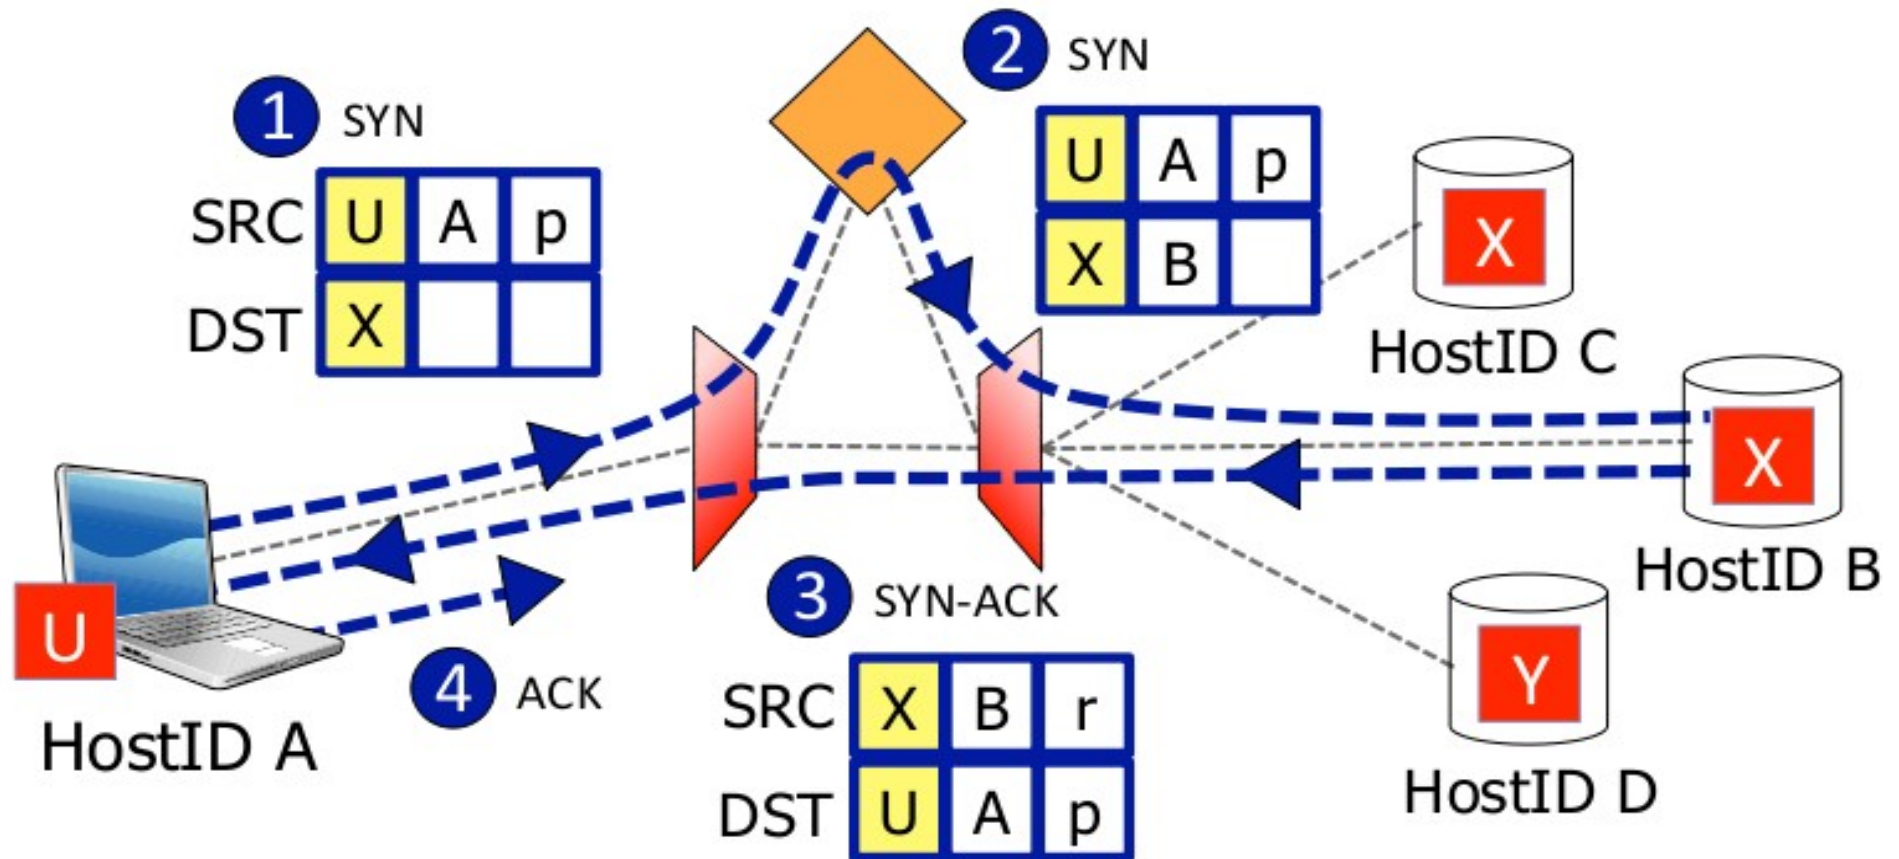 1 SYN
SRC U A p
DST X
2 SYN
U A p
X B
X
HostID C
X
HostID B
U
HostID A
4 ACK
3 SYN-ACK
SRC X B r
DST U A p
Y
HostID D